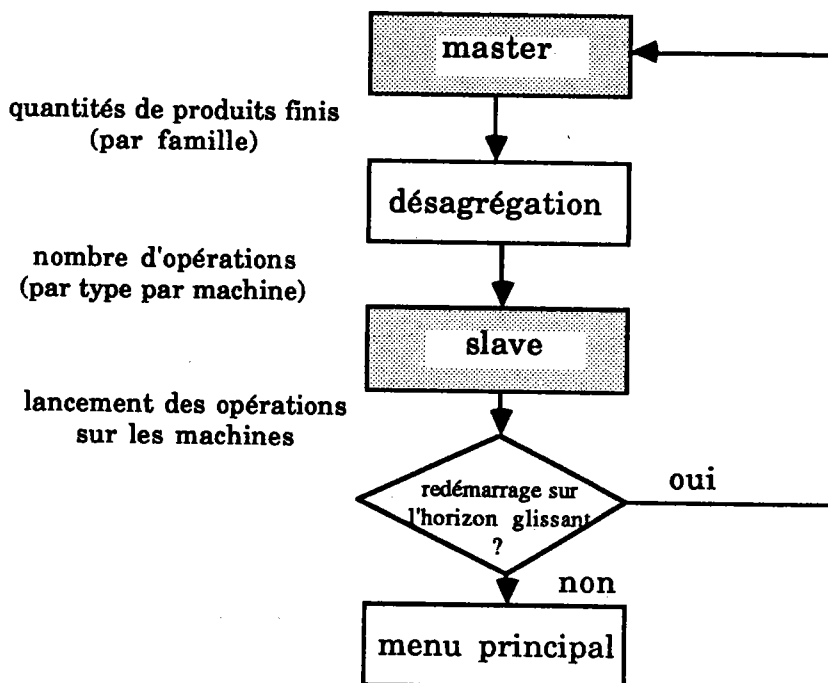 master
quantités de produits finis
(par famille)
désagrégation
nombre d'opérations
(par type par machine)
slave
lancement des opérations
sur les machines
redémarrage sur
l'horizon glissant
?
oui
non
menu principal